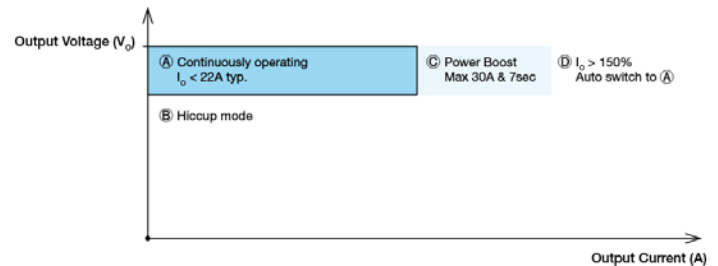 Output Voltage (Vo)
Ⓐ Continuously operating
Io < 22A typ.
Ⓒ Power Boost
Max 30A & 7sec
Ⓓ Io > 150%
Auto switch to Ⓐ
Ⓑ Hiccup mode
Output Current (A)